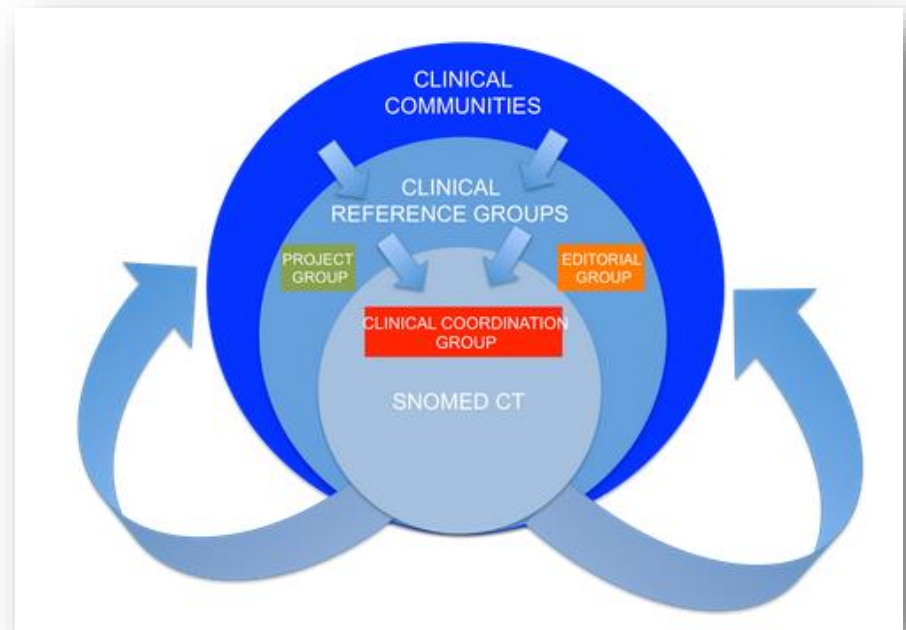 CLINICAL
COMMUNITIES
CLINICAL
REFERENCE GROUPS
PROJECT
GROUP
EDITORIAL
GROUP
CLINICAL COORDINATION
GROUP
SNOMED CT